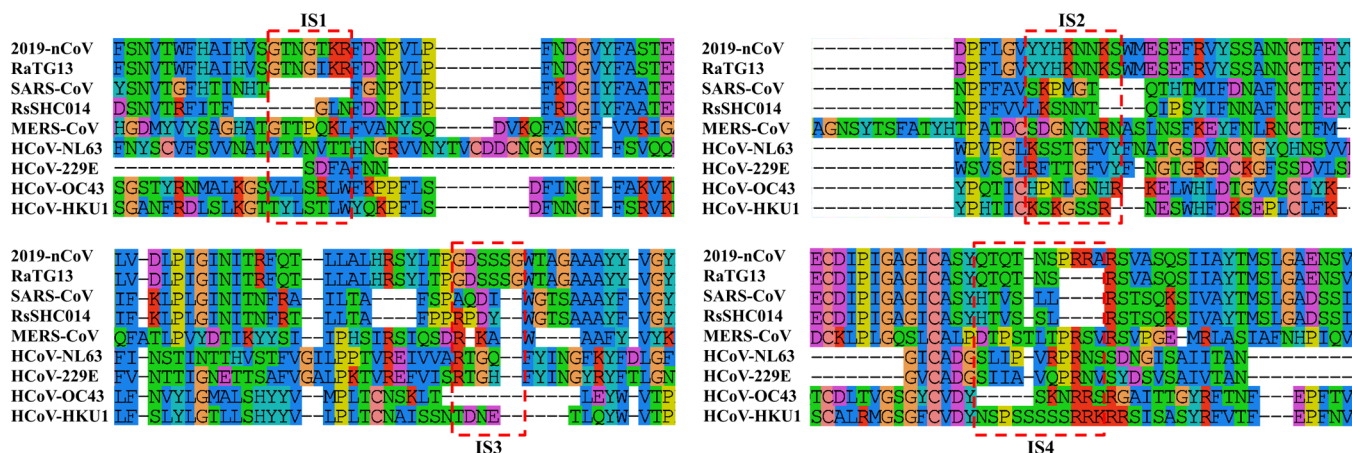 IS1
2019-nCoV FSNVTWFHAIHVSGTNGTKRFDNPVLP---------FNDGVYFASTE
RaTG13 FSNVTWFHAIHVSGTNGIKRFDNPVLP---------FNDGVYFASTE
SARS-CoV YSNVTGFHTINHT-------FGNPVIP---------FKDGIYFAATE
RsSHC014 DSNVTRFITF-------GLNFDNPIIP---------FNDGVYFAATE
MERS-CoV HGDMYVYSAGHATGTTPQKLFVANYSQ-----DVKQFANGF-VVRIG
HCoV-NL63 FNYSCVFSVVNATVTVNVTTHNGRVVNYTVCDDCNGYTDNI-FSVQQ
HCoV-229E ----------------SDFANN------------------------
HCoV-OC43 SGSTYRNMALKGSVLLSRLWFKPPFLS--------DFINGI-FAKVK
HCoV-HKU1 SGANFRDLSLKGTTYLSTLWYQKPFLS--------DFNNGI-FSRVK
IS2
2019-nCoV ------------DPFLGVYYHKNNKSWMESEFRVYSSANNCTFEY
RaTG13 ------------DPFLGVYYHKNNKSWMESEFRVYSSANNCTFEY
SARS-CoV ------------NPFFAVSKPMGT----QTHTMIFDNAFNCTFEY
RsSHC014 ------------NPFFVVLKSNNT----QIPSYIFNNAFNCTFEY
MERS-CoV AGNSYTSFATYHTPATDCSDGNYNRNASLNSFKEYFNLRNCTFM-
HCoV-NL63 ------------WPVPGLKSSTGFVYFNATGSDVNCNGYQHNSVV
HCoV-229E ------------WSVSGLRFTTGFVYF-NGTGRGDCKGFSSDVLS
HCoV-OC43 ------------YPQTICHPNLGNHR--KELWHLDTGVVSCLYK-
HCoV-HKU1 ------------YPHTICKSKGSSR---NESWHFDKSEPLCLFK-
2019-nCoV LV-DLPIGINITRFQT-LLALHRSYLTPGDSSSGWTAGAAAYY-VGY
RaTG13 LV-DLPIGINITRFQT-LLALHRSYLTPGDSSSGWTAGAAAYY-VGY
SARS-CoV IF-KLPLGINITNFRA-ILTA----FSPAQDI--WGTSAAAYF-VGY
RsSHC014 IF-KLPLGINITNFRT-LLTA----FPPRPDY--WGTSAAAYF-VGY
MERS-CoV QFATLPVYDTIKYYSI-IPHSIRSIQSDR-KA--W----AAFY-VYK
HCoV-NL63 FI-NSTINTTHVSTFVGILPPTVREVVARTGQ--FYINGFKYFDIGF
HCoV-229E FV-NTTIGNETTSAFVGALPKTVREFVISRTGH--FYINGYRYFTLGN
HCoV-OC43 LF-NVYLGMALSHYYV-MPLTCNSKLT------------LEYW-VTP
HCoV-HKU1 LF-SLYLGTLLSHYYV-MPLTCNAISSNTDNE------TLQYW-VTP
IS3
2019-nCoV ECDIPIGAGICASYQTQT-NSPRRARSVASQSIIAYTMSLGAENSV
RaTG13 ECDIPIGAGICASYQTQT-NS----RSVASQSIIAYTMSLGAENSV
SARS-CoV ECDIPIGAGICASYHTVS-LL----RSTSQKSIVAYTMSLGADSSI
RsSHC014 ECDIPIGAGICASYHTVS-SL----RSTSQKSIVAYTMSLGADSSI
MERS-CoV DCKLPLGQSLCALPDTPSTLTPRSVRSVPGE-MRLASIAFNHPIQV
HCoV-NL63 --------GICADGSLIP-VRPRNSSDNGISAIITAN---------
HCoV-229E --------GVCADGSIIA-VQPRNVSYDSVSAIVTAN---------
HCoV-OC43 TCDLTVGSGYCVDY-----SKNRRSRGAITTGYRFTNF---EPFTV
HCoV-HKU1 SCALRMGSGFCVDYNSPSSSSSRRKRRSISASYRFVTF---EPFNV
IS4